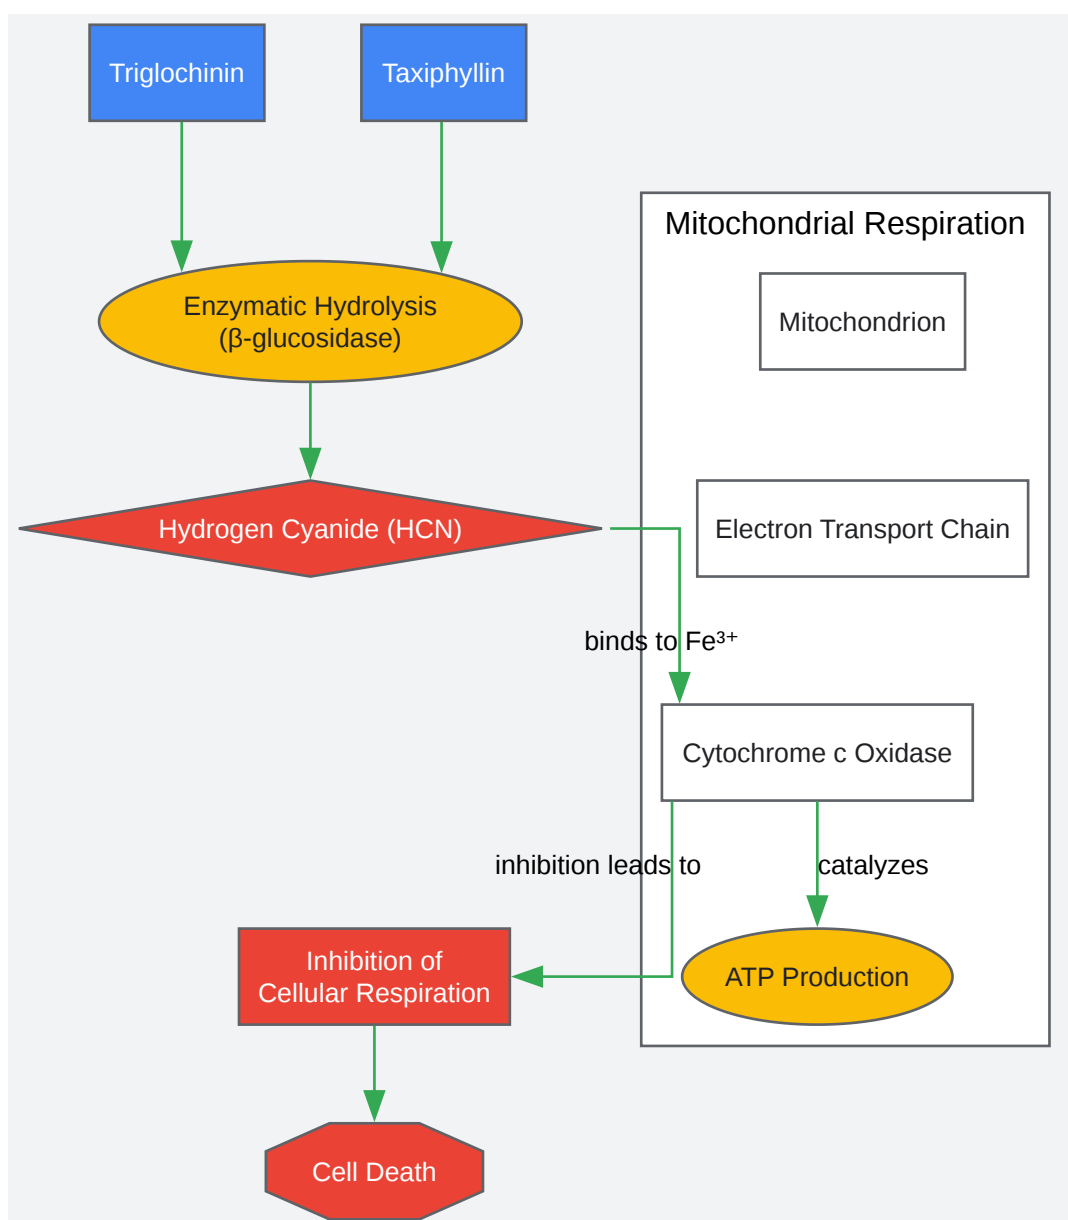 Triglochinin
Taxiphyllin
Mitochondrial Respiration
Enzymatic Hydrolysis
(β-glucosidase)
Mitochondrion
Hydrogen Cyanide (HCN)
Electron Transport Chain
binds to Fe³⁺
Cytochrome c Oxidase
inhibition leads to
catalyzes
Inhibition of
Cellular Respiration
ATP Production
Cell Death